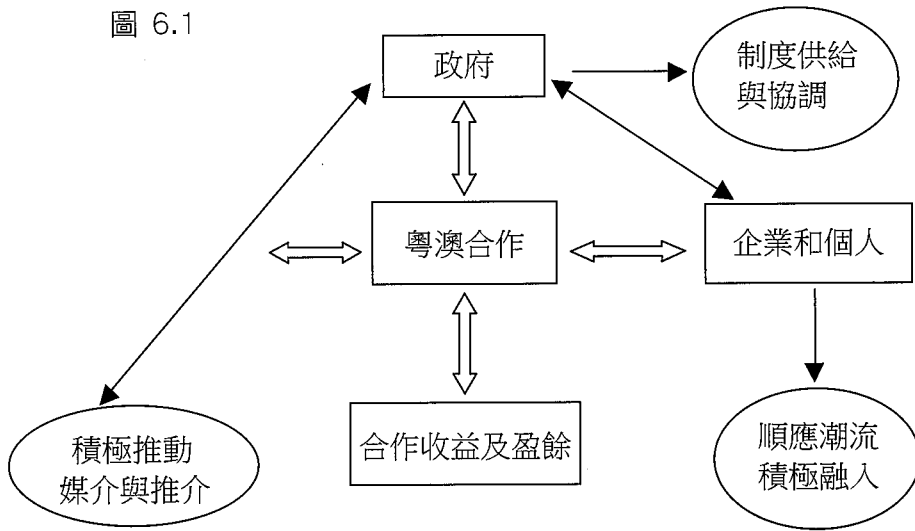 圖 6.1
政府
制度供給
與協調
粵澳合作
企業和個人
積極推動
媒介與推介
合作收益及盈餘
順應潮流
積極融入